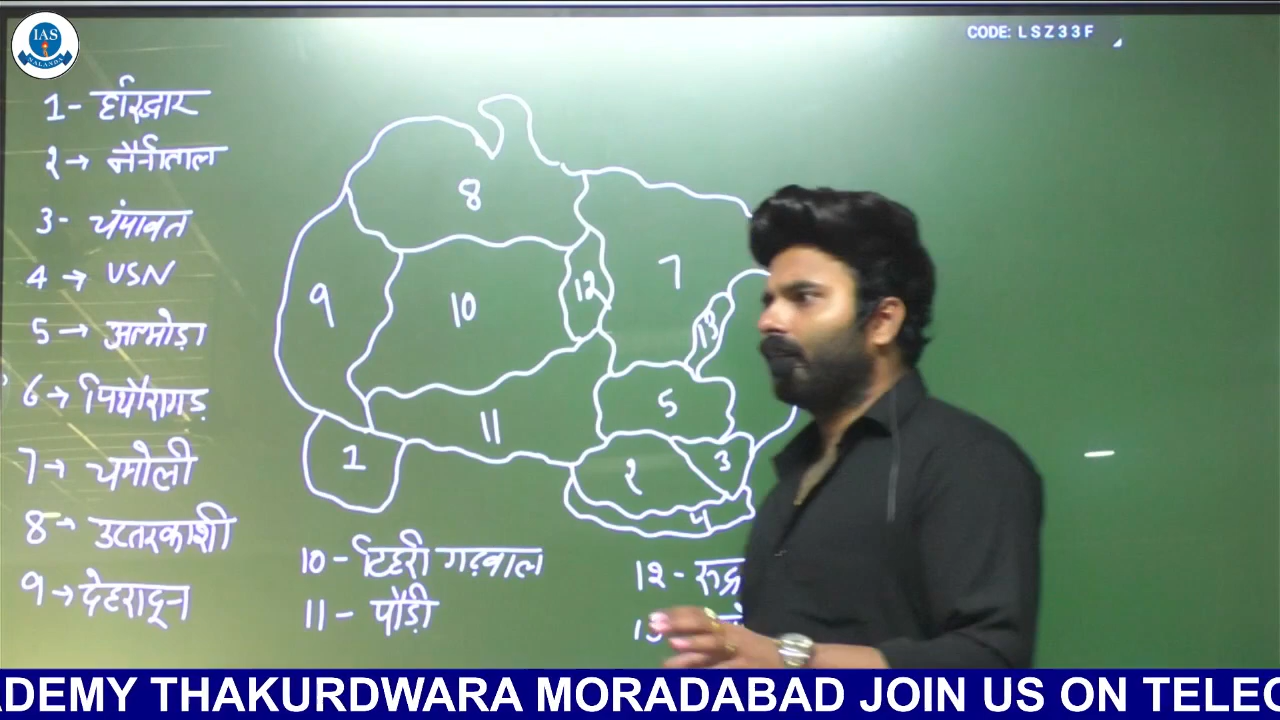 IAS
NALANDA
CODE: LSZ33F
1- हरिद्वार
2→ नैनीताल
3- चंपावत
4→ USN
5→ अल्मोड़ा
6→ पिथौरागढ़
7→ चमोली
8- उत्तरकाशी
9→ देहरादून
8
7
9
10
12
13
11
5
1
2
3
4
10- टिहरी गढ़वाल
11- पौड़ी
12- रुद्र
ADEMY THAKURDWARA MORADABAD JOIN US ON TELEG